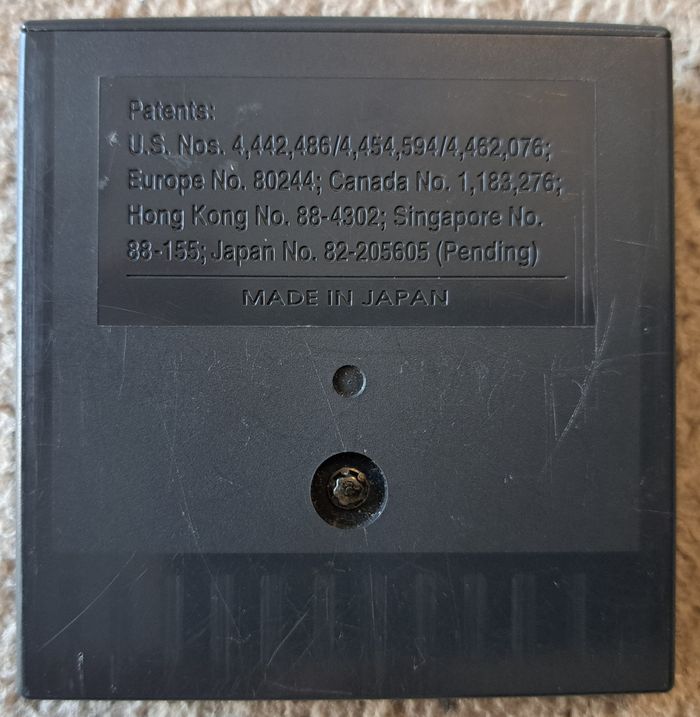 Patents:
U.S. Nos. 4,442,486/4,454,594/4,462,076;
Europe No. 80244; Canada No. 1,183,276;
Hong Kong No. 88-4302; Singapore No.
88-155; Japan No. 82-205605 (Pending)
MADE IN JAPAN